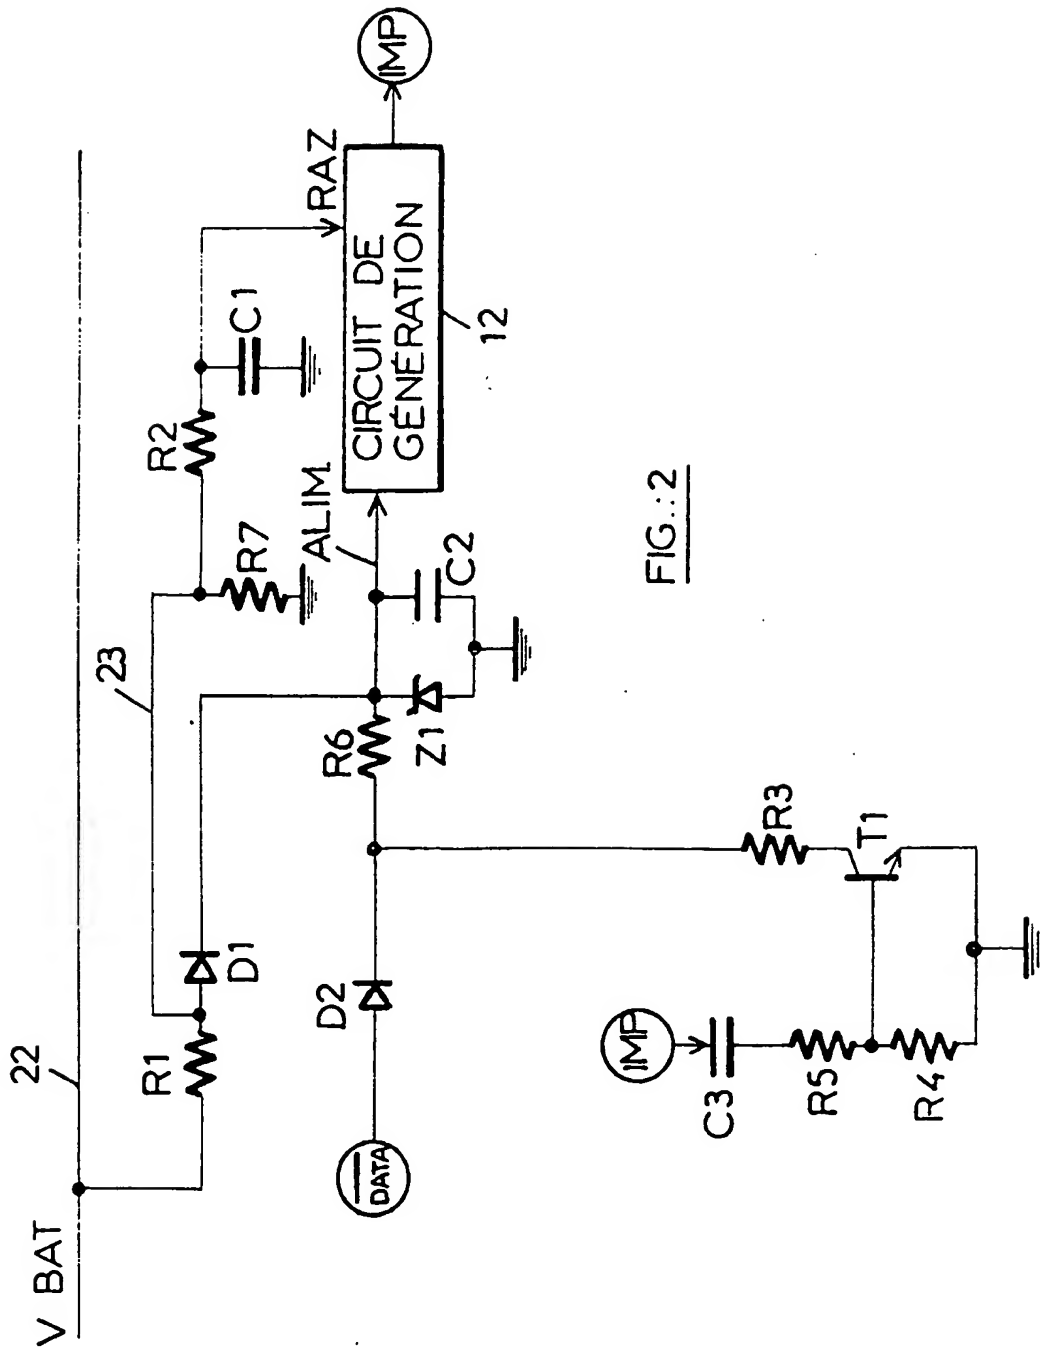 V BAT
22
R1
D1
23
R7
R2
C1
RAZ
IMP
DATA
D2
R6
Z1
C2
ALIM.
CIRCUIT DE
GÉNÉRATION
12
IMP
C3
R5
R4
R3
T1
FIG.:2